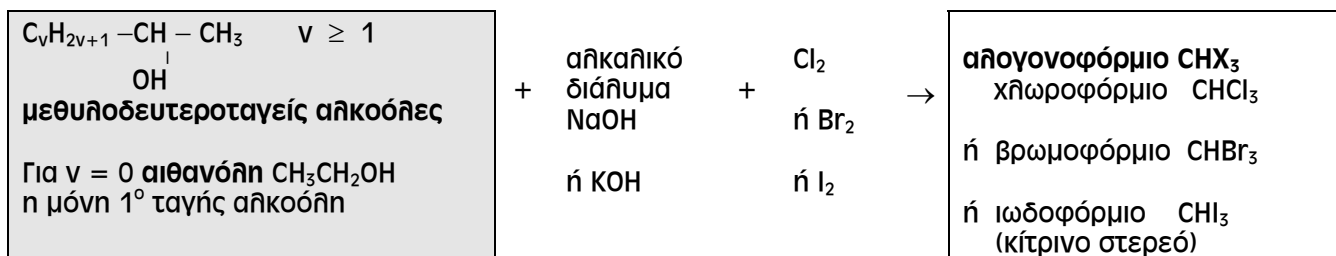 CνH2ν+1 –CH – CH3 ν ≥ 1
OH
μεθυλοδευτεροταγείς αλκοόλες
Για ν = 0 αιθανόλη CH3CH2OH
η μόνη 1ο ταγής αλκοόλη
+
αλκαλικό
διάλυμα
NaOH
ή KOH
+
Cl2
ή Br2
ή I2
→
αλογονοφόρμιο CHX3
χλωροφόρμιο CHCl3
ή βρωμοφόρμιο CHBr3
ή ιωδοφόρμιο CHI3
(κίτρινο στερεό)